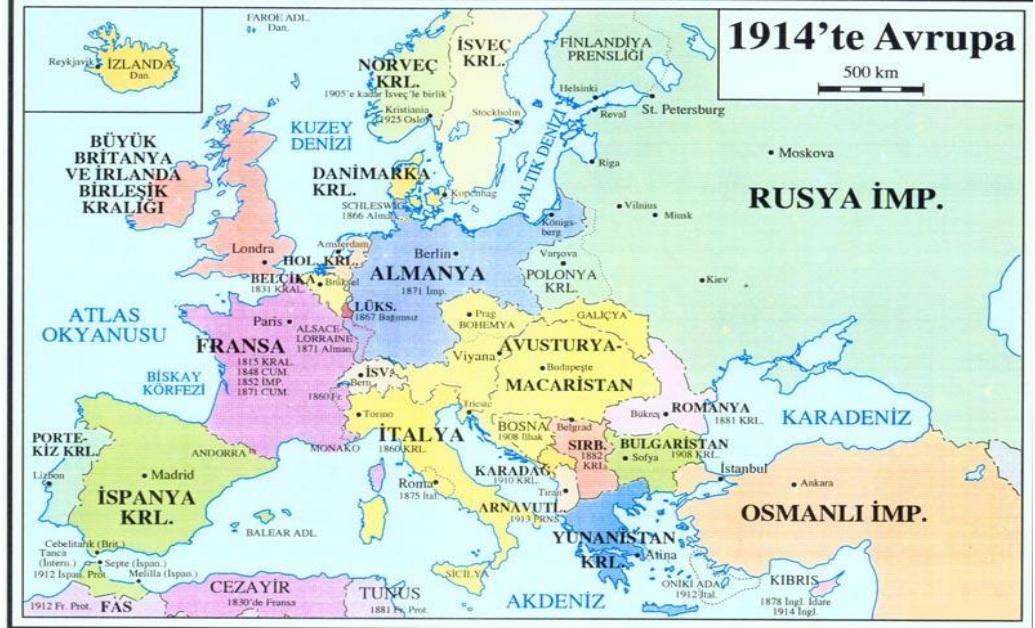 1914'te Avrupa
500 km
FAROE ADL.
Dan.
Reykjavik
İZLANDA
Dan.
NORVEÇ
KRL.
1905'e kadar İsveç'le birlik
Kristiania
1925 Oslo
İSVEÇ
KRL.
Stockholm
FİNLANDİYA
PRENSLİĞİ
Helsinki
St. Petersburg
Reval
KUZEY
DENİZİ
BALTIK DENİZİ
Riga
Moskova
BÜYÜK
BRİTANYA
VE İRLANDA
BİRLEŞİK
KRALIĞI
DANİMARKA
KRL.
Kopenhag
SCHLESWIG
1866 Alman.
RUSYA İMP.
Vilnius
Minsk
Königs-
berg
Londra
Amsterdam
HOL. KRL.
Berlin
ALMANYA
1871 İmp.
Varşova
POLONYA
KRL.
Kiev
BELÇİKA
1831 KRAL.
Brüksel
LÜKS.
1867 Bağımsız
ATLAS
OKYANUSU
Paris
ALSACE-
LORRAINE
1871 Alman.
FRANSA
1815 KRAL.
1848 CUM.
1852 İMP.
1871 CUM.
Prag
BOHEMYA
GALİÇYA
Viyana
AVUSTURYA-
MACARİSTAN
Budapeşte
İSV.
Bern
1860 Fr.
BİSKAY
KÖRFEZİ
Torino
Trieste
İTALYA
1860 KRL.
BOSNA
1908 İlhak
Belgrad
SIRB.
1882
KRL.
Bükreş
ROMANYA
1881 KRL.
KARADENİZ
BULGARİSTAN
1908 KRL.
Sofya
PORTE-
KİZ KRL.
Lizbon
ANDORRA
MONAKO
Madrid
İSPANYA
KRL.
Roma
1875 İtal.
KARADAĞ
1910 KRL.
Tiran
ARNAVUTL.
1913 PRNS.
İstanbul
Ankara
OSMANLI İMP.
BALEAR ADL.
YUNANİSTAN
KRL.
Atina
Cebelitarık (Brit.)
Tanca
(İntern.)
Septe (İspan.)
1912 İspan. Prot.
Melilla (İspan.)
SİCİLYA
1912 Fr. Prot.
FAS
CEZAYİR
1830'de Fransa
TUNUS
1881 Fr. Prot.
AKDENİZ
ONİKİ ADA
1912 İtal.
KIBRIS
1878 İngl. İdare
1914 İngl.